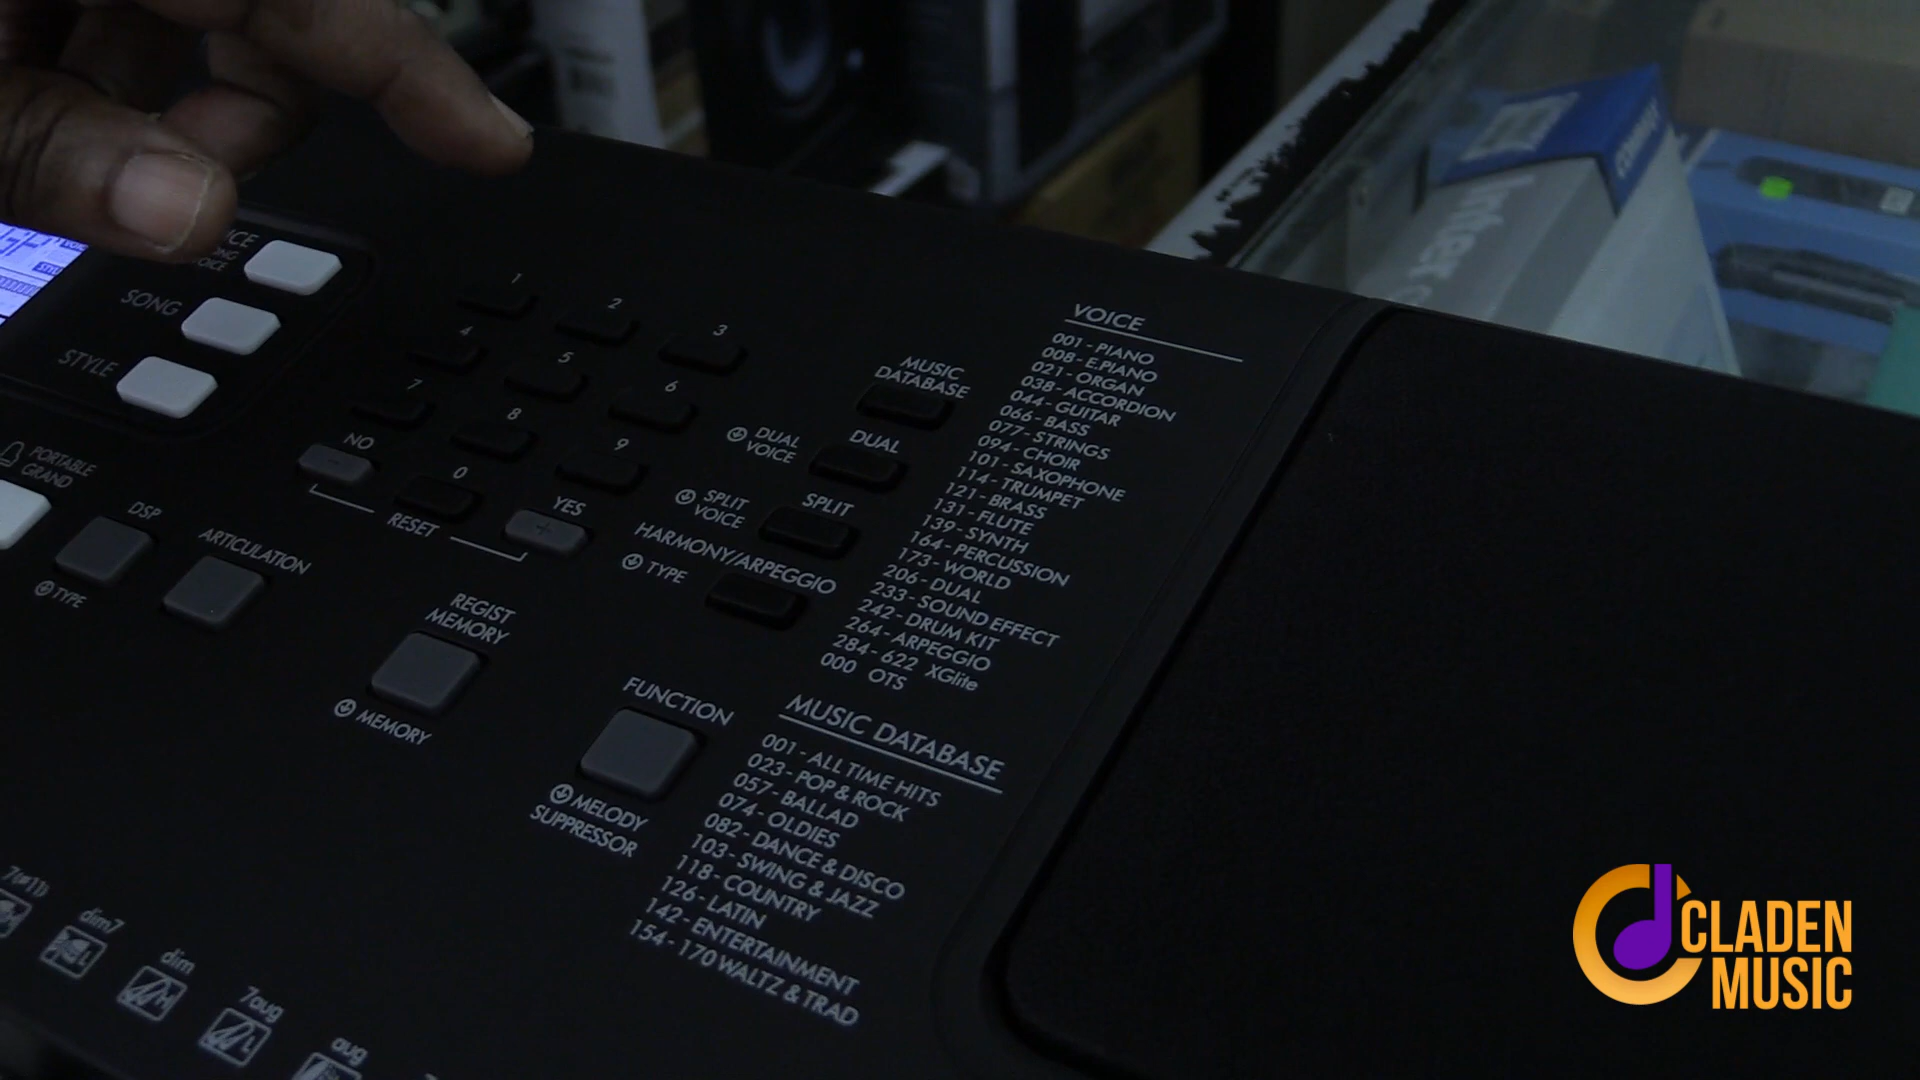 SONG
STYLE
PORTABLE
GRAND
DSP
TYPE
ARTICULATION
1
2
3
4
5
6
7
8
9
NO
-
0
YES
+
RESET
REGIST
MEMORY
MEMORY
FUNCTION
MELODY
SUPPRESSOR
MUSIC
DATABASE
DUAL
VOICE
DUAL
SPLIT
VOICE
SPLIT
HARMONY/ARPEGGIO
TYPE
VOICE
001 - PIANO
008 - E.PIANO
021 - ORGAN
038 - ACCORDION
044 - GUITAR
066 - BASS
077 - STRINGS
094 - CHOIR
101 - SAXOPHONE
114 - TRUMPET
121 - BRASS
131 - FLUTE
139 - SYNTH
164 - PERCUSSION
173 - WORLD
206 - DUAL
233 - SOUND EFFECT
242 - DRUM KIT
264 - ARPEGGIO
284 - 622 XGlite
000 OTS
MUSIC DATABASE
001 - ALL TIME HITS
023 - POP & ROCK
057 - BALLAD
074 - OLDIES
082 - DANCE & DISCO
103 - SWING & JAZZ
118 - COUNTRY
126 - LATIN
142 - ENTERTAINMENT
154 - 170 WALTZ & TRAD
7(#11)
dim7
dim
7aug
aug
CLADEN
MUSIC